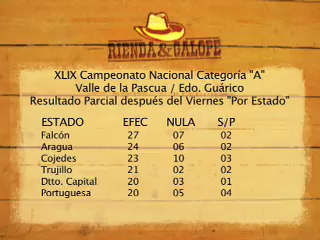 RIENDA & GALOPE
XLIX Campeonato Nacional Categoría "A"
Valle de la Pascua / Edo. Guárico
Resultado Parcial después del Viernes "Por Estado"
ESTADO EFEC NULA S/P
Falcón 27 07 02
Aragua 24 06 02
Cojedes 23 10 03
Trujillo 21 02 02
Dtto. Capital 20 03 01
Portuguesa 20 05 04